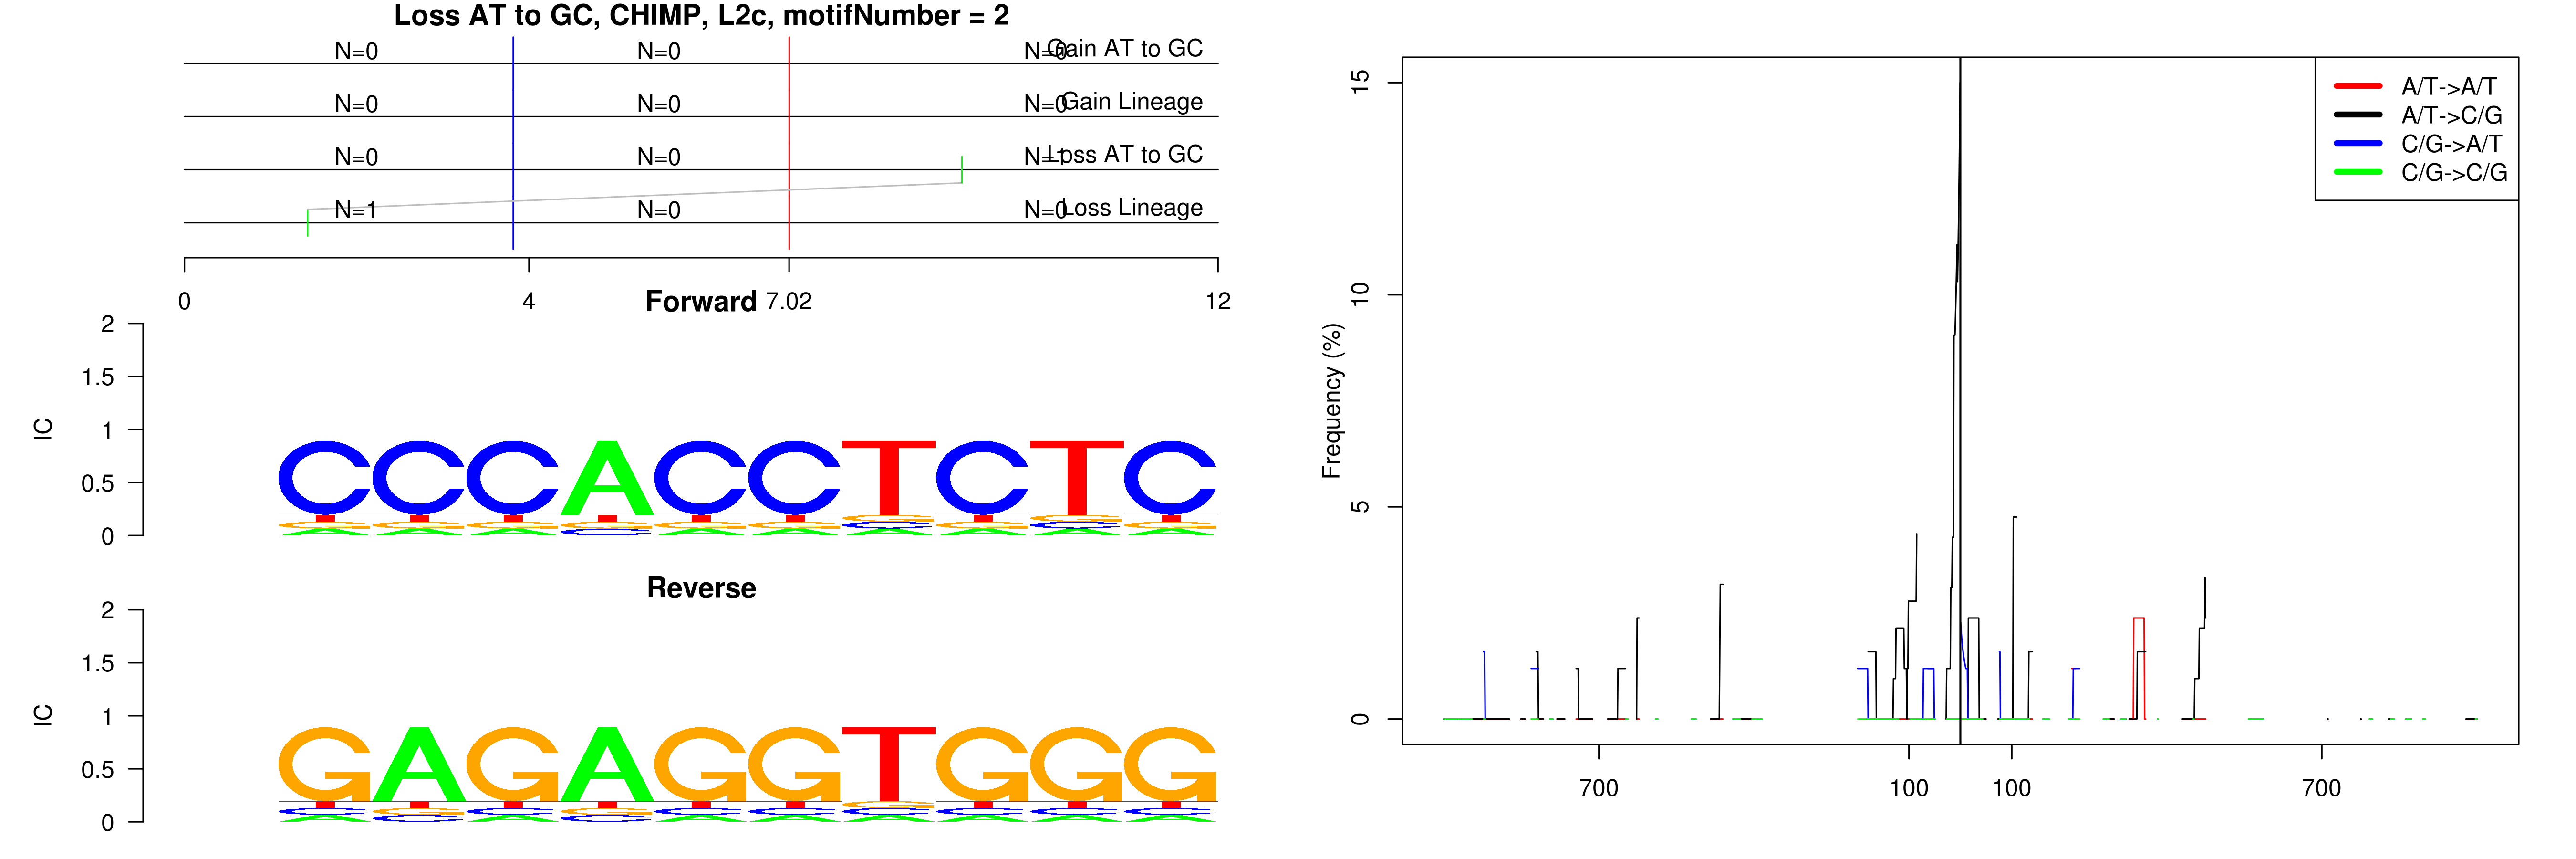 Loss AT to GC, CHIMP, L2c, motifNumber = 2
N=0 N=0 N=0 Gain AT to GC
N=0 N=0 N=0 Gain Lineage
N=0 N=0 N=1 Loss AT to GC
N=1 N=0 N=0 Loss Lineage
0 4 7.02 12
Forward
2
1.5
1
0.5
0
IC
CCCACCTCTC
Reverse
2
1.5
1
0.5
0
IC
GAGAGGTGGG
15
10
5
0
Frequency (%)
A/T->A/T
A/T->C/G
C/G->A/T
C/G->C/G
700 100 100 700